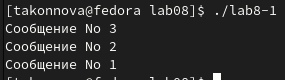 [takonnova@fedora lab08]$ ./lab8-1
Сообщение No 3
Сообщение No 2
Сообщение No 1